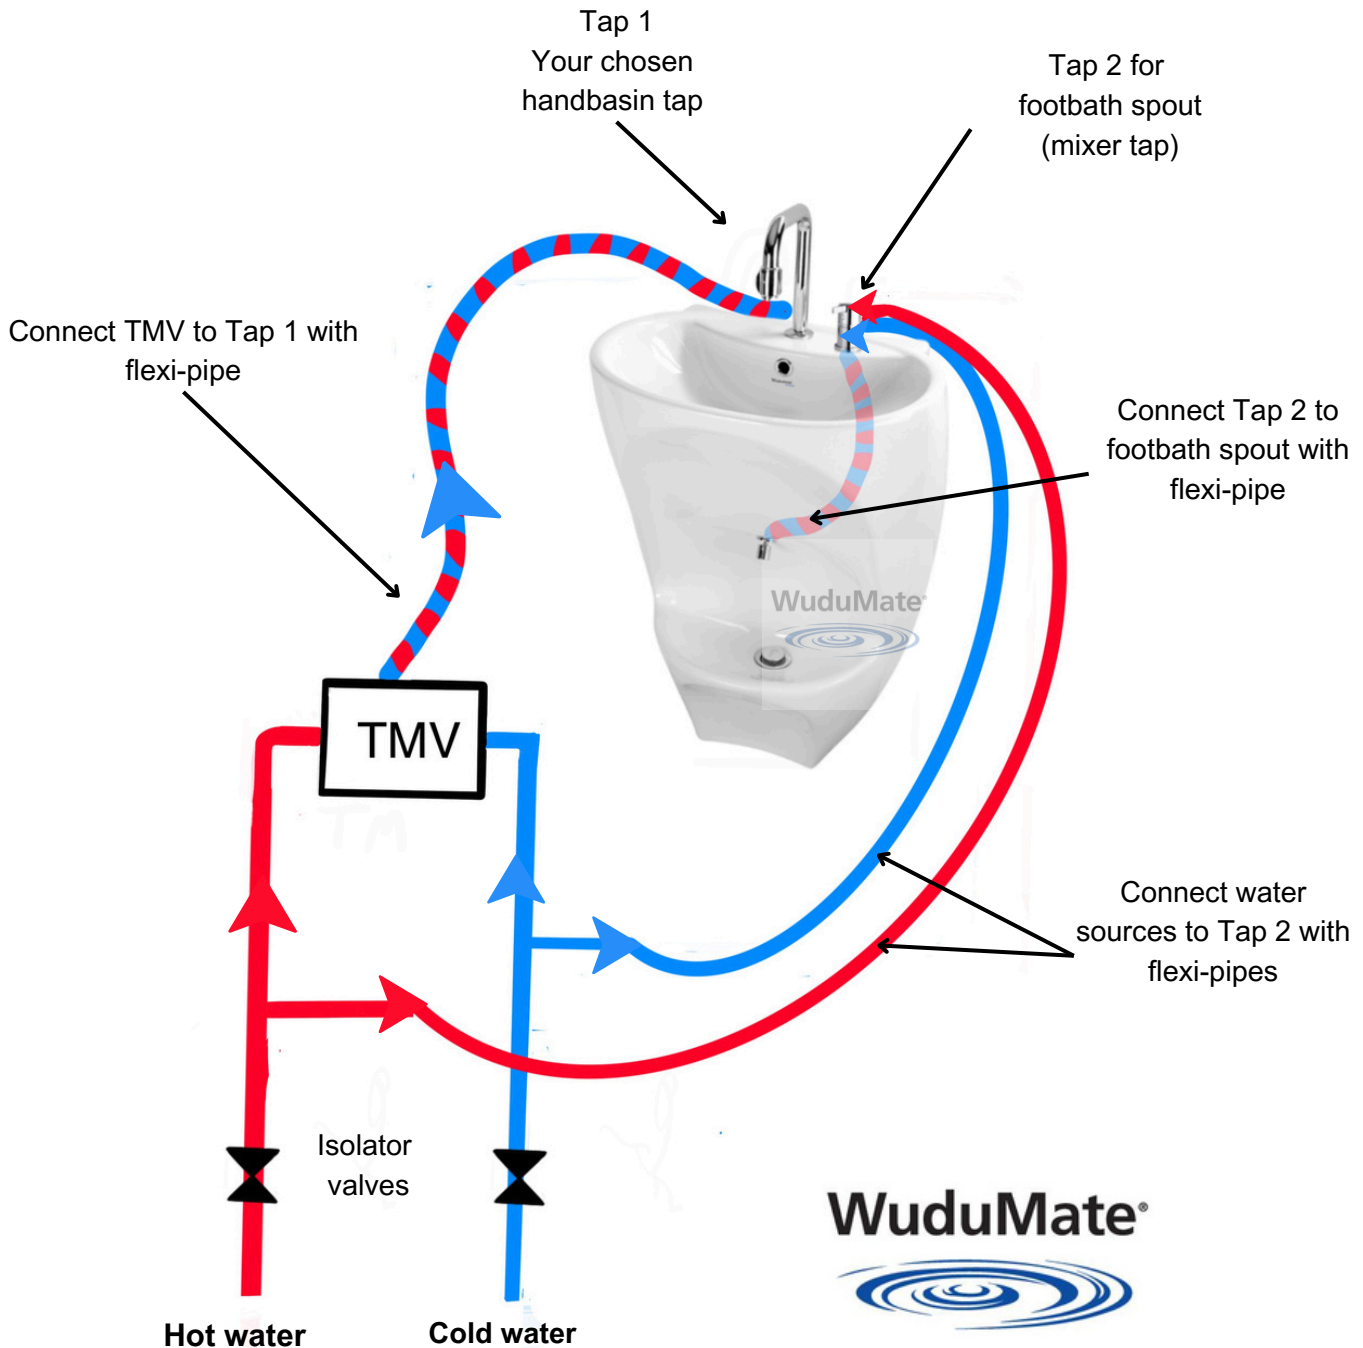 Tap 1
Your chosen
handbasin tap
Tap 2 for
footbath spout
(mixer tap)
Connect TMV to Tap 1 with
flexi-pipe
Connect Tap 2 to
footbath spout with
flexi-pipe
WuduMate®
TMV
Connect water
sources to Tap 2 with
flexi-pipes
Isolator
valves
WuduMate®
Hot water
Cold water